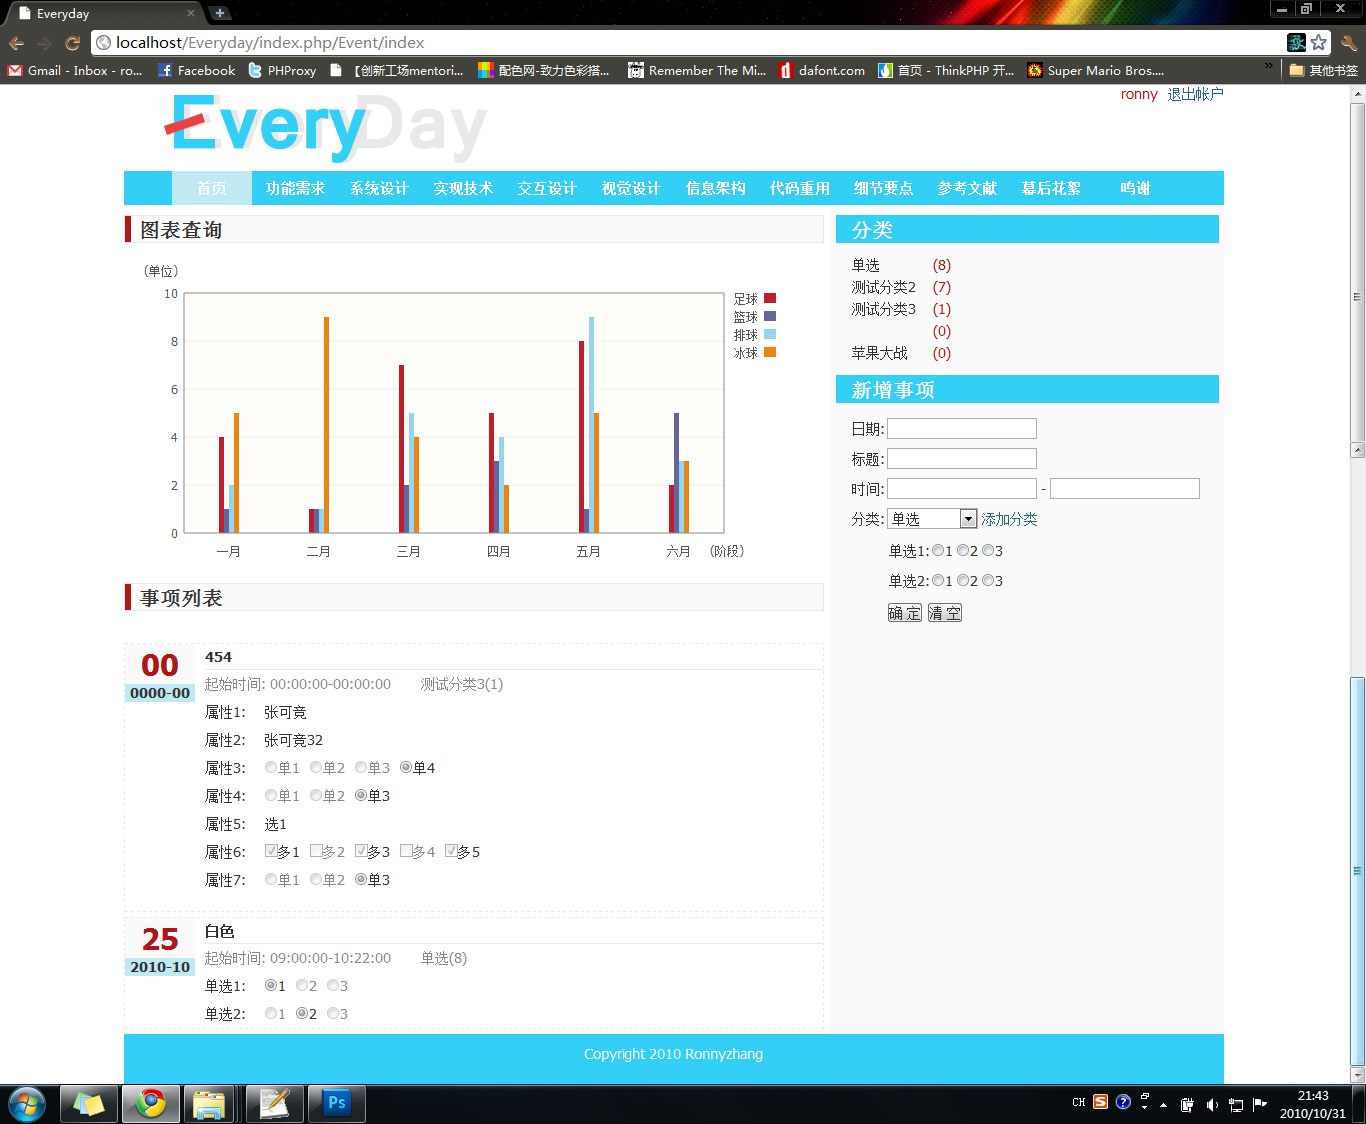 Everyday
localhost/Everyday/index.php/Event/index
Gmail - Inbox - ro... Facebook PHProxy 【创新工场mentori... 配色网-致力色彩搭... Remember The Mi... dafont.com 首页 - ThinkPHP 开... Super Mario Bros.... » 其他书签
ronny 退出帐户
EveryDay
首页 功能需求 系统设计 实现技术 交互设计 视觉设计 信息架构 代码重用 细节要点 参考文献 幕后花絮 鸣谢
图表查询
(单位)
10
8
6
4
2
0
一月 二月 三月 四月 五月 六月 (阶段)
足球
篮球
排球
冰球
分类
单选 (8)
测试分类2 (7)
测试分类3 (1)
(0)
苹果大战 (0)
新增事项
日期:
标题:
时间: -
分类: 单选 添加分类
单选1: 1 2 3
单选2: 1 2 3
确 定 清 空
事项列表
00
0000-00
454
起始时间: 00:00:00-00:00:00 测试分类3(1)
属性1: 张可竞
属性2: 张可竞32
属性3: 单1 单2 单3 单4
属性4: 单1 单2 单3
属性5: 选1
属性6: 多1 多2 多3 多4 多5
属性7: 单1 单2 单3
25
2010-10
白色
起始时间: 09:00:00-10:22:00 单选(8)
单选1: 1 2 3
单选2: 1 2 3
Copyright 2010 Ronnyzhang
Ps
CH
21:43
2010/10/31